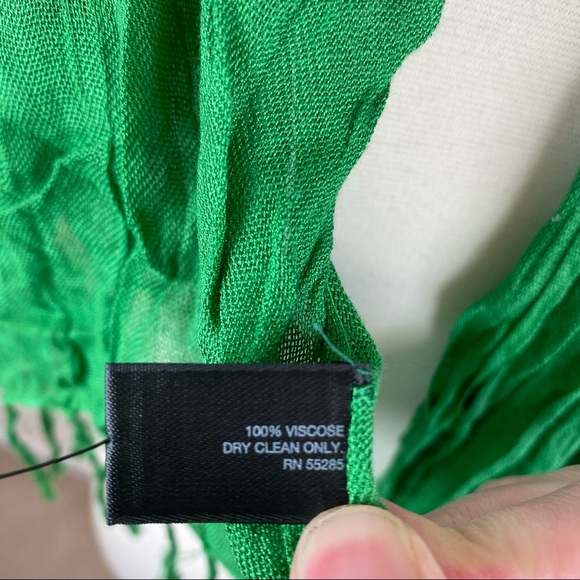 100% VISCOSE
DRY CLEAN ONLY.
RN 55285